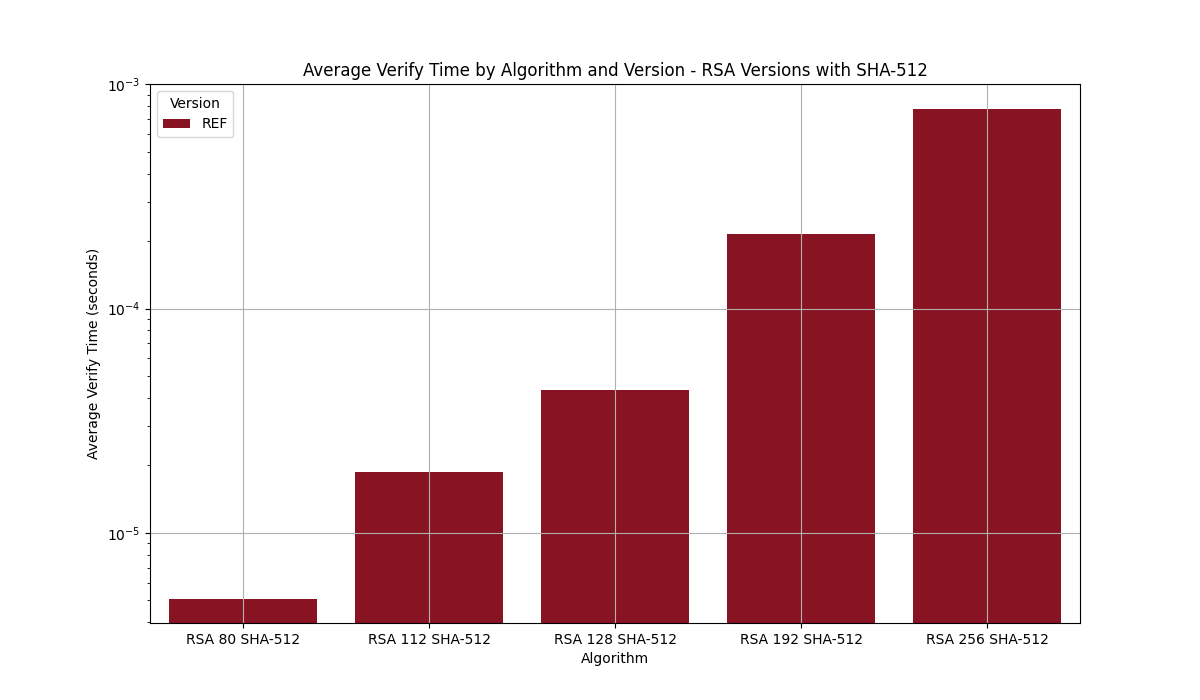 Average Verify Time by Algorithm and Version - RSA Versions with SHA-512
Version
REF
Average Verify Time (seconds)
10⁻³
10⁻⁴
10⁻⁵
RSA 80 SHA-512
RSA 112 SHA-512
RSA 128 SHA-512
RSA 192 SHA-512
RSA 256 SHA-512
Algorithm